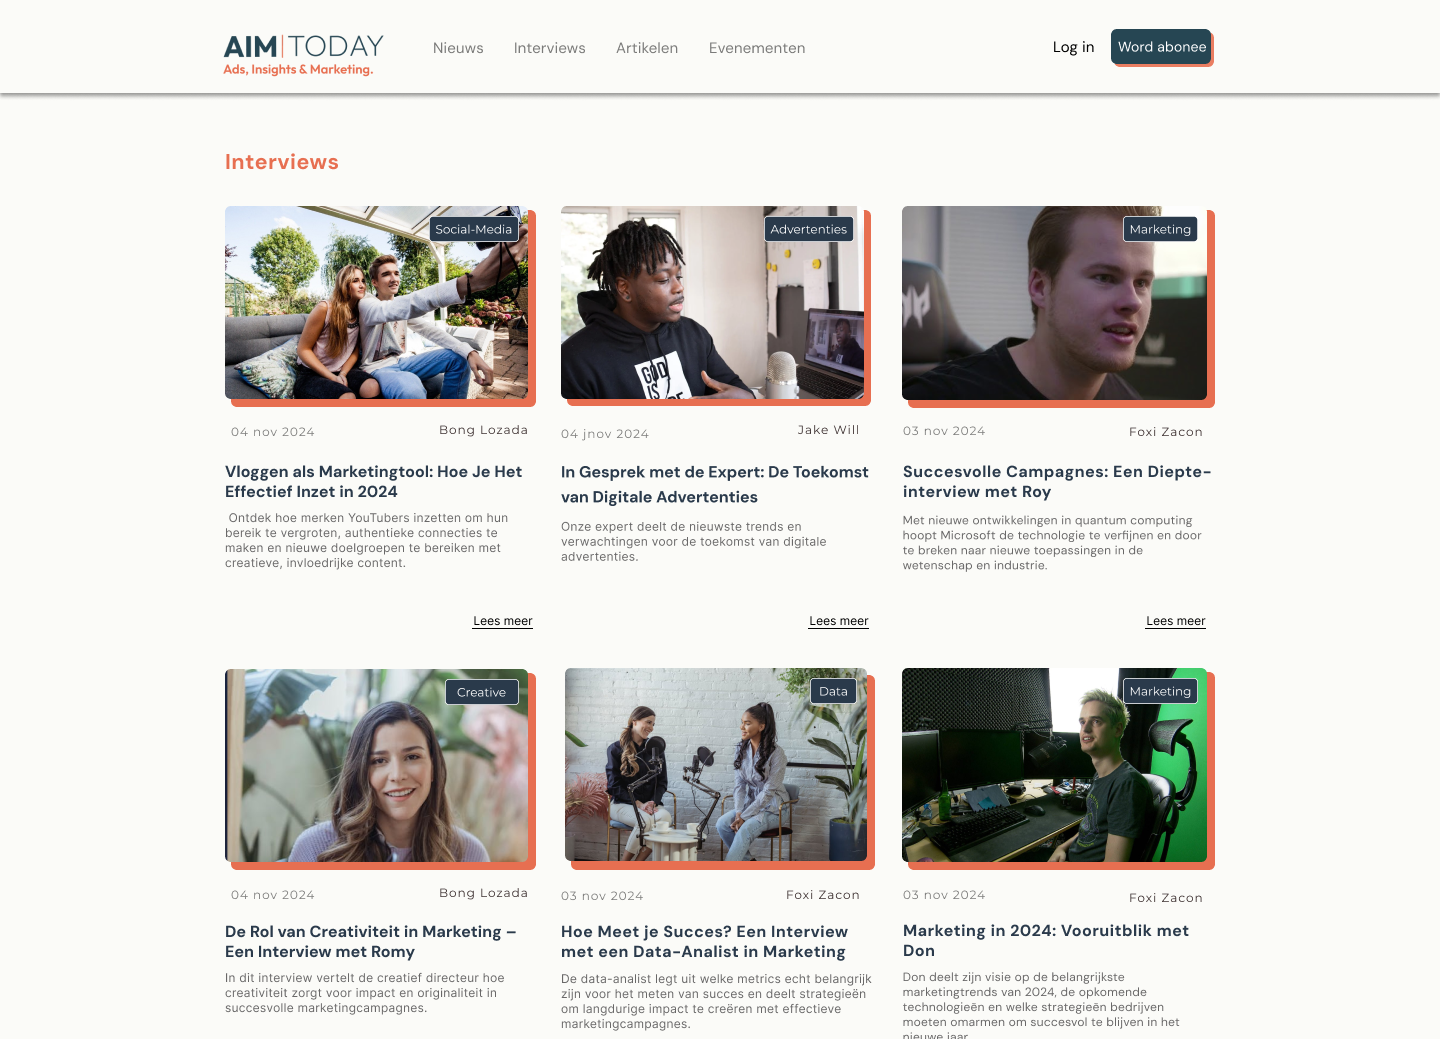 AIM|TODAY
Ads, Insights & Marketing.
Nieuws Interviews Artikelen Evenementen
Log in Word abonee
Interviews
Social-Media
Advertenties
GOD
IS
Marketing
04 nov 2024 Bong Lozada
04 jnov 2024 Jake Will
03 nov 2024 Foxi Zacon
Vloggen als Marketingtool: Hoe Je Het
Effectief Inzet in 2024
Ontdek hoe merken YouTubers inzetten om hun
bereik te vergroten, authentieke connecties te
maken en nieuwe doelgroepen te bereiken met
creatieve, invloedrijke content.
Lees meer
In Gesprek met de Expert: De Toekomst
van Digitale Advertenties
Onze expert deelt de nieuwste trends en
verwachtingen voor de toekomst van digitale
advertenties.
Lees meer
Succesvolle Campagnes: Een Diepte-
interview met Roy
Met nieuwe ontwikkelingen in quantum computing
hoopt Microsoft de technologie te verfijnen en door
te breken naar nieuwe toepassingen in de
wetenschap en industrie.
Lees meer
Creative
Data
Marketing
04 nov 2024 Bong Lozada
03 nov 2024 Foxi Zacon
03 nov 2024 Foxi Zacon
De Rol van Creativiteit in Marketing –
Een Interview met Romy
In dit interview vertelt de creatief directeur hoe
creativiteit zorgt voor impact en originaliteit in
succesvolle marketingcampagnes.
Hoe Meet je Succes? Een Interview
met een Data-Analist in Marketing
De data-analist legt uit welke metrics echt belangrijk
zijn voor het meten van succes en deelt strategieën
om langdurige impact te creëren met effectieve
marketingcampagnes.
Marketing in 2024: Vooruitblik met
Don
Don deelt zijn visie op de belangrijkste
marketingtrends van 2024, de opkomende
technologieën en welke strategieën bedrijven
moeten omarmen om succesvol te blijven in het
nieuwe jaar